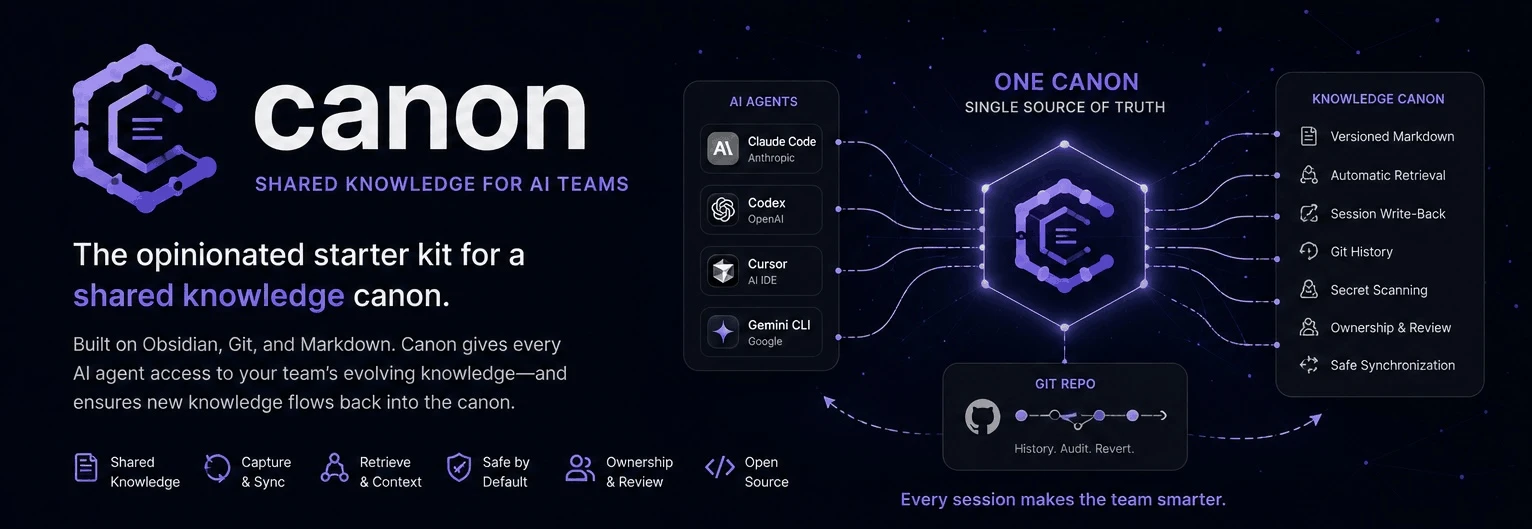 canon
SHARED KNOWLEDGE FOR AI TEAMS
The opinionated starter kit for a
shared knowledge canon.
Built on Obsidian, Git, and Markdown. Canon gives every
AI agent access to your team's evolving knowledge—and
ensures new knowledge flows back into the canon.
Shared
Knowledge
Capture
& Sync
Retrieve
& Context
Safe by
Default
Ownership
& Review
Open
Source
AI AGENTS
Claude Code
Anthropic
Codex
OpenAI
Cursor
AI IDE
Gemini CLI
Google
ONE CANON
SINGLE SOURCE OF TRUTH
GIT REPO
History. Audit. Revert.
Every session makes the team smarter.
KNOWLEDGE CANON
Versioned Markdown
Automatic Retrieval
Session Write-Back
Git History
Secret Scanning
Ownership & Review
Safe Synchronization